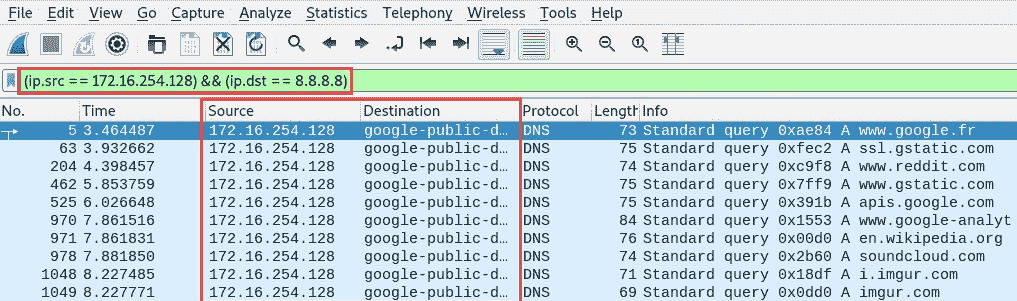 File Edit View Go Capture Analyze Statistics Telephony Wireless Tools Help
(ip.src == 172.16.254.128) && (ip.dst == 8.8.8.8)
No. Time Source Destination Protocol Length Info
5 3.464487 172.16.254.128 google-public-d… DNS 73 Standard query 0xae84 A www.google.fr
63 3.932662 172.16.254.128 google-public-d… DNS 75 Standard query 0xfec2 A ssl.gstatic.com
204 4.398457 172.16.254.128 google-public-d… DNS 74 Standard query 0xc9f8 A www.reddit.com
462 5.853759 172.16.254.128 google-public-d… DNS 75 Standard query 0x7ff9 A www.gstatic.com
525 6.026648 172.16.254.128 google-public-d… DNS 75 Standard query 0x391b A apis.google.com
970 7.861516 172.16.254.128 google-public-d… DNS 84 Standard query 0x1553 A www.google-analyt
971 7.861831 172.16.254.128 google-public-d… DNS 76 Standard query 0x00d0 A en.wikipedia.org
978 7.881850 172.16.254.128 google-public-d… DNS 74 Standard query 0x2b60 A soundcloud.com
1048 8.227485 172.16.254.128 google-public-d… DNS 71 Standard query 0x18df A i.imgur.com
1049 8.227771 172.16.254.128 google-public-d… DNS 69 Standard query 0x0dd0 A imgur.com